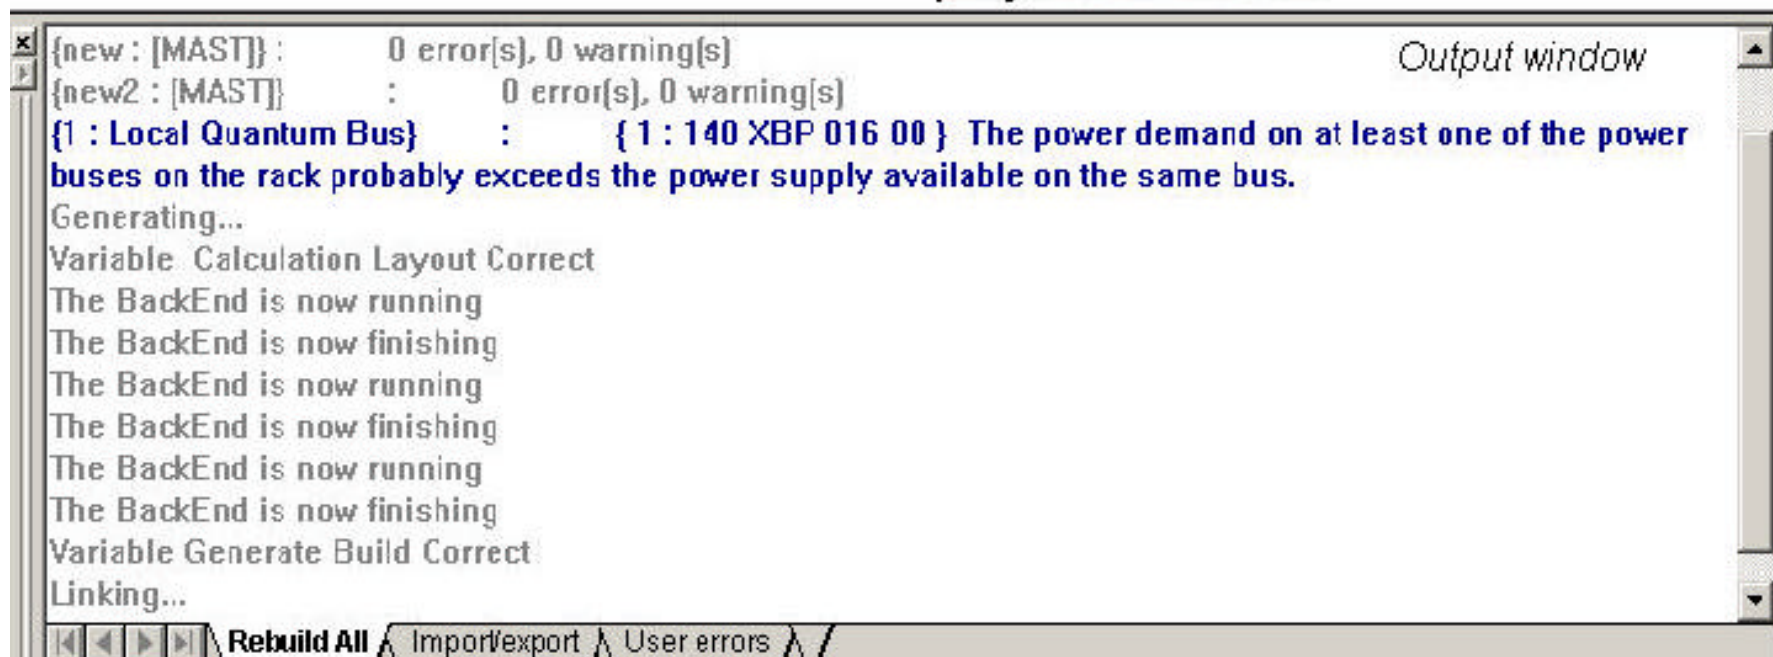 {new : [MAST]} : 0 error(s), 0 warning(s)
Output window
{new2 : [MAST]} : 0 error(s), 0 warning(s)
{1 : Local Quantum Bus} : { 1 : 140 XBP 016 00 } The power demand on at least one of the power
buses on the rack probably exceeds the power supply available on the same bus.
Generating...
Variable Calculation Layout Correct
The BackEnd is now running
The BackEnd is now finishing
The BackEnd is now running
The BackEnd is now finishing
The BackEnd is now running
The BackEnd is now finishing
Variable Generate Build Correct
Linking...
Rebuild All Import/export User errors